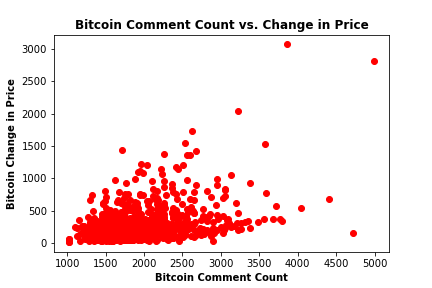 Bitcoin Comment Count vs. Change in Price
Bitcoin Change in Price
3000
2500
2000
1500
1000
500
0
1000 1500 2000 2500 3000 3500 4000 4500 5000
Bitcoin Comment Count